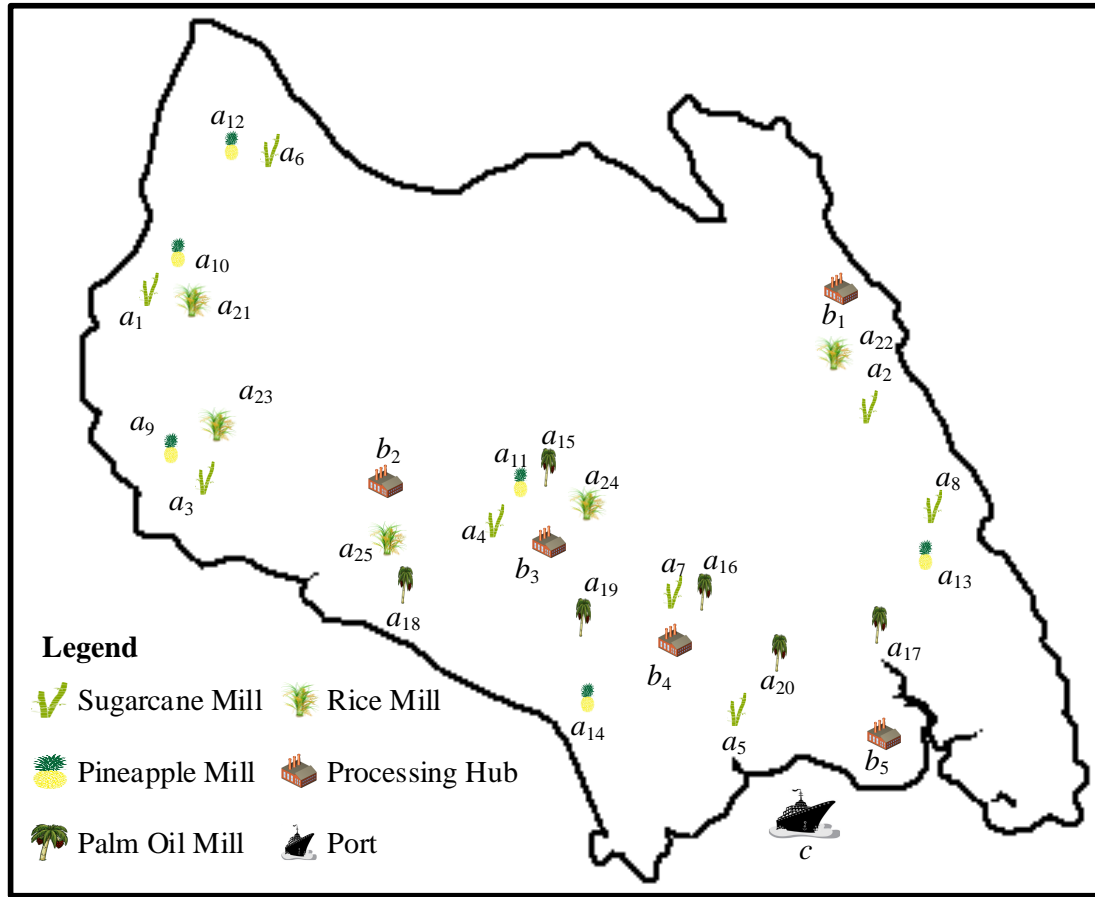 a12
a6
a10
a1
a21
b1
a22
a2
a23
a9
a3
b2
a11
a15
a24
a8
a4
b3
a25
a13
a18
a19
a7
a16
a17
b4
a20
a14
a5
b5
c
Legend
Sugarcane Mill
Rice Mill
Pineapple Mill
Processing Hub
Palm Oil Mill
Port